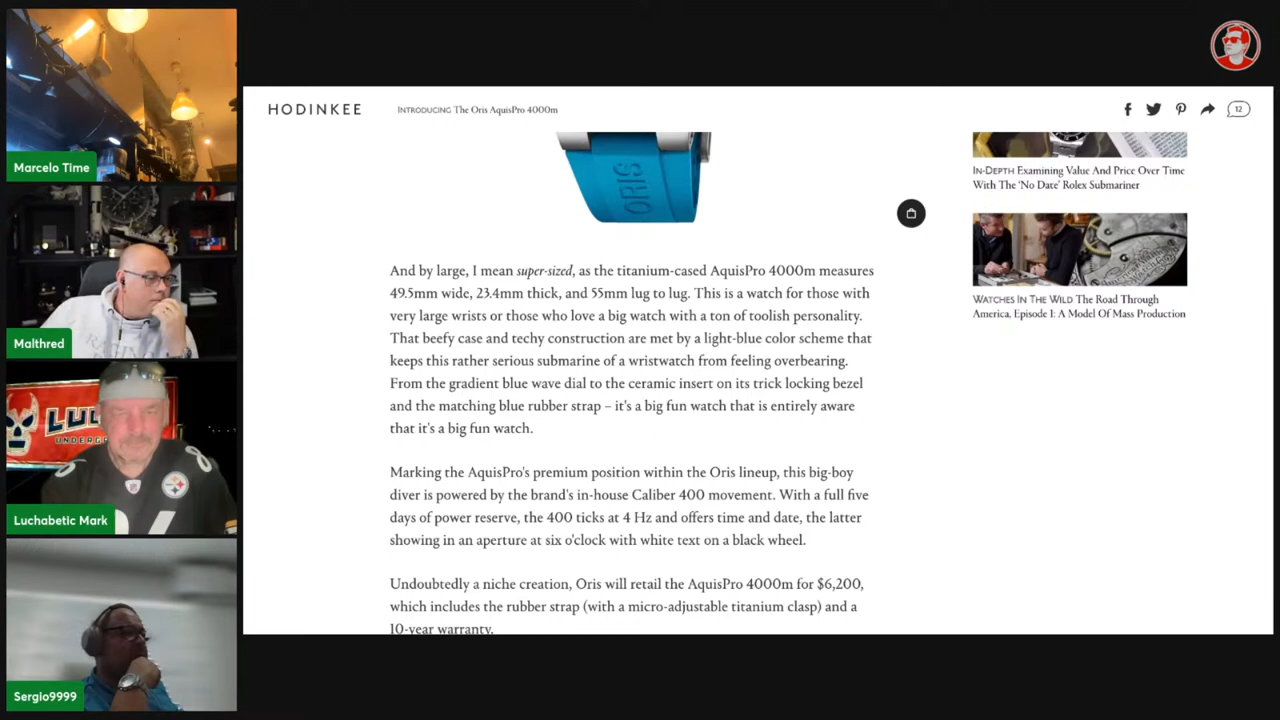 Marcelo Time
Malthred
LU
UNDERG
Luchabetic Mark
Sergio9999
HODINKEE
INTRODUCING The Oris AquisPro 4000m
12
ORIS
IN-DEPTH Examining Value And Price Over Time
With The 'No Date' Rolex Submariner
WATCHES IN THE WILD The Road Through
America, Episode I: A Model Of Mass Production
And by large, I mean super-sized, as the titanium-cased AquisPro 4000m measures
49.5mm wide, 23.4mm thick, and 55mm lug to lug. This is a watch for those with
very large wrists or those who love a big watch with a ton of toolish personality.
That beefy case and techy construction are met by a light-blue color scheme that
keeps this rather serious submarine of a wristwatch from feeling overbearing.
From the gradient blue wave dial to the ceramic insert on its trick locking bezel
and the matching blue rubber strap – it's a big fun watch that is entirely aware
that it's a big fun watch.
Marking the AquisPro's premium position within the Oris lineup, this big-boy
diver is powered by the brand's in-house Caliber 400 movement. With a full five
days of power reserve, the 400 ticks at 4 Hz and offers time and date, the latter
showing in an aperture at six o'clock with white text on a black wheel.
Undoubtedly a niche creation, Oris will retail the AquisPro 4000m for $6,200,
which includes the rubber strap (with a micro-adjustable titanium clasp) and a
10-year warranty.